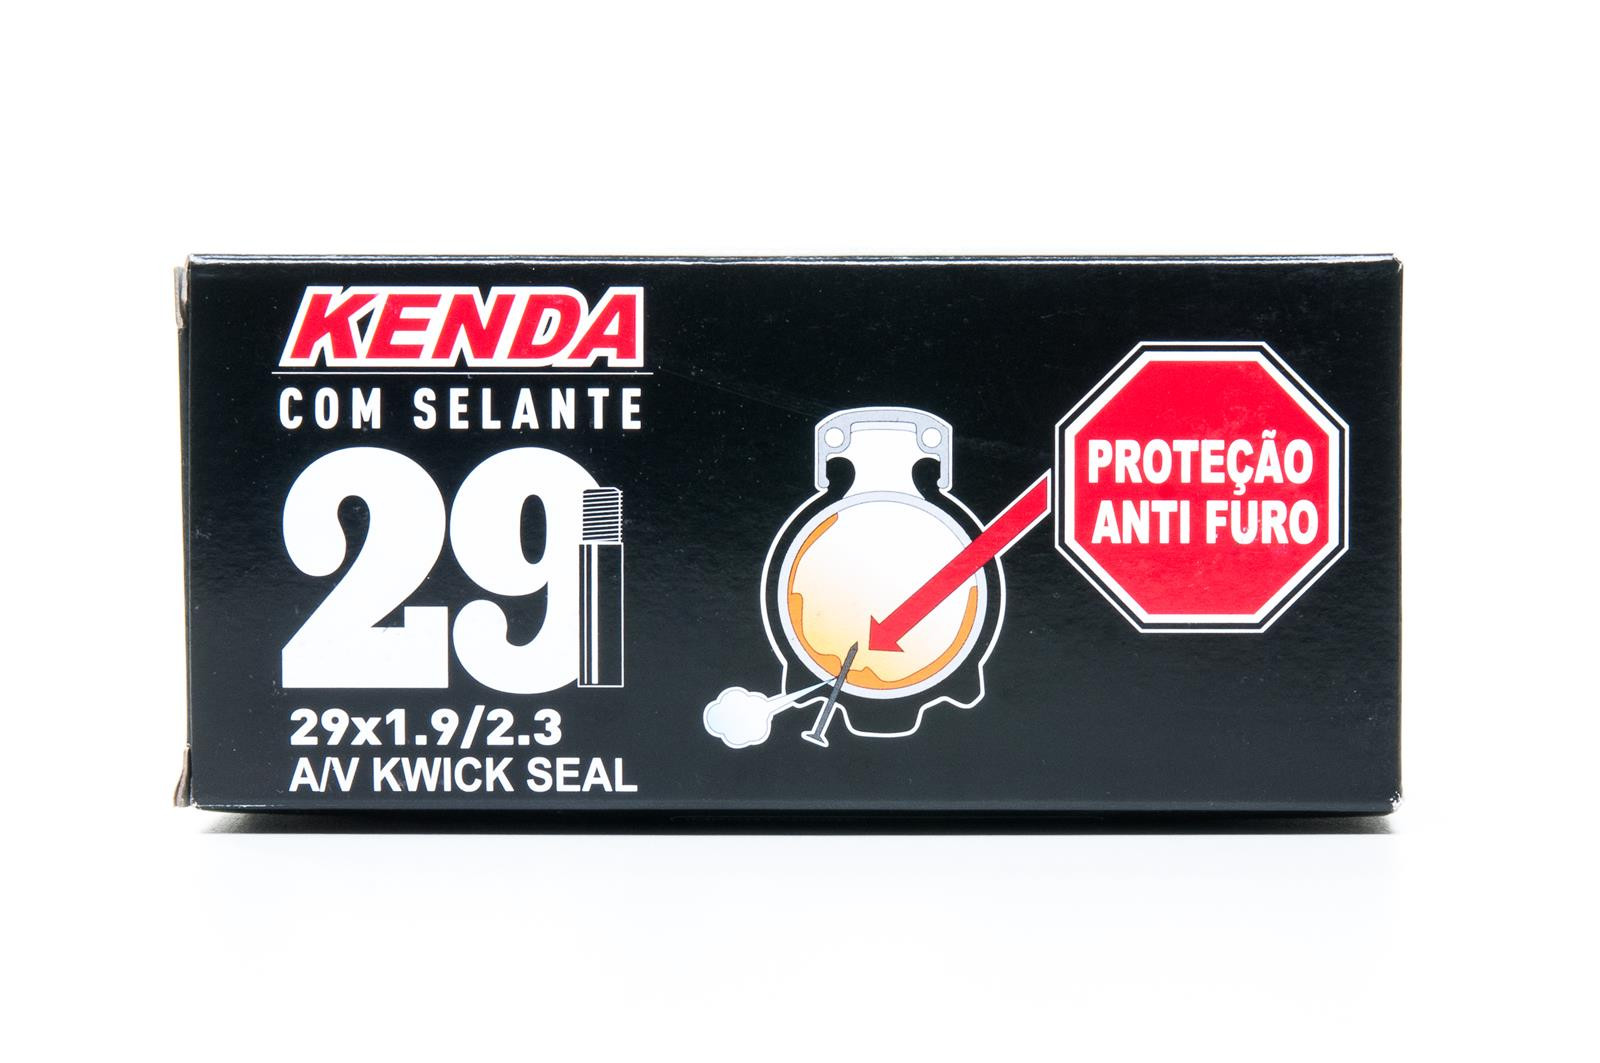 KENDA
COM SELANTE
29
29x1.9/2.3
A/V KWICK SEAL
PROTEÇÃO
ANTI FURO